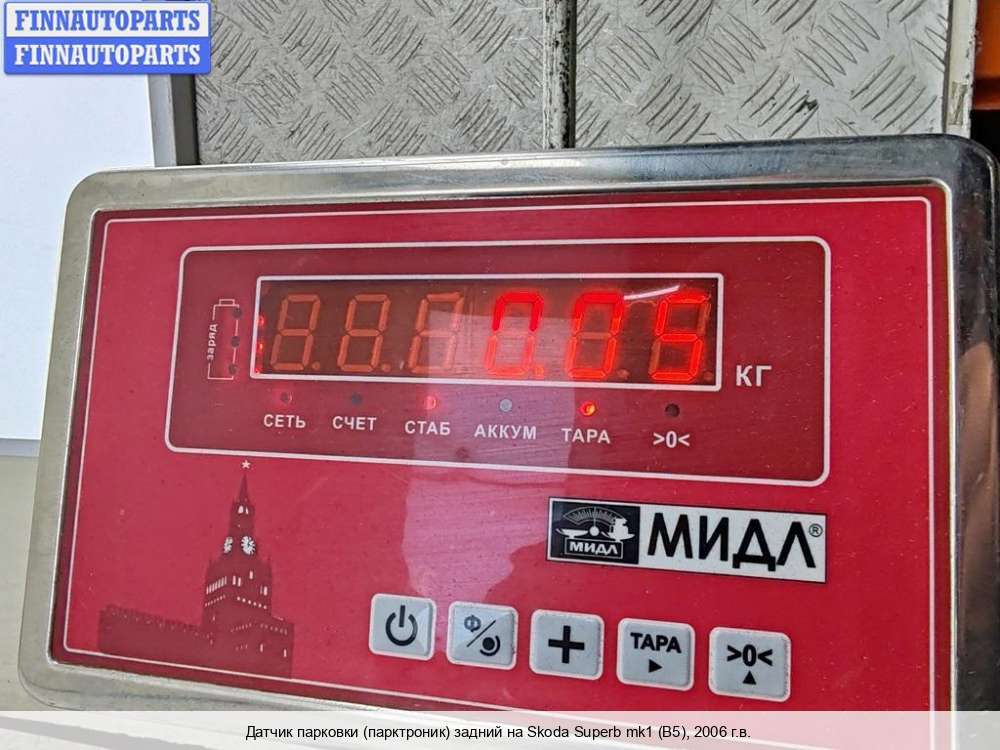 FINNAUTOPARTS
FINNAUTOPARTS
заряд
0.05
КГ
СЕТЬ СЧЕТ СТАБ АККУМ ТАРА >0<
МИДЛ
МИДЛ®
Ф
ТАРА
>0<
Датчик парковки (парктроник) задний на Skoda Superb mk1 (B5), 2006 г.в.